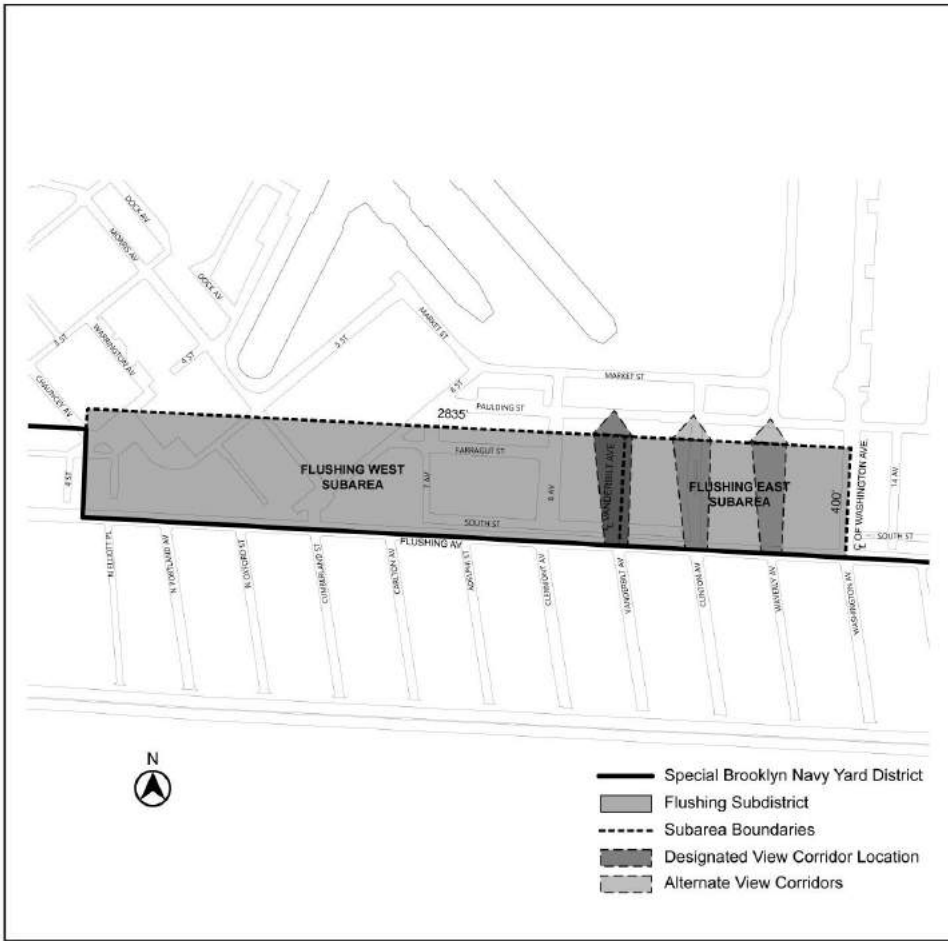 DOCK AV
MORRIS AV
DOCK AV
3 ST
WARRINGTON AV
4 ST
5 ST
MARKET ST
CHAUNCEY AV
6 ST
MARKET ST
PAULDING ST
2835'
FARRAGUT ST
4 ST
FLUSHING WEST
SUBAREA
7 AV
8 AV
℄ VANDERBILT AVE.
FLUSHING EAST
SUBAREA
400'
℄ OF WASHINGTON AVE.
14 AV
SOUTH ST
SOUTH ST
FLUSHING AV
N ELLIOTT PL
N PORTLAND AV
N OXFORD ST
CUMBERLAND ST
CARLTON AV
ADELPHI ST
CLERMONT AV
VANDERBILT AV
CLINTON AV
WAVERLY AV
WASHINGTON AV
N
Special Brooklyn Navy Yard District
Flushing Subdistrict
Subarea Boundaries
Designated View Corridor Location
Alternate View Corridors